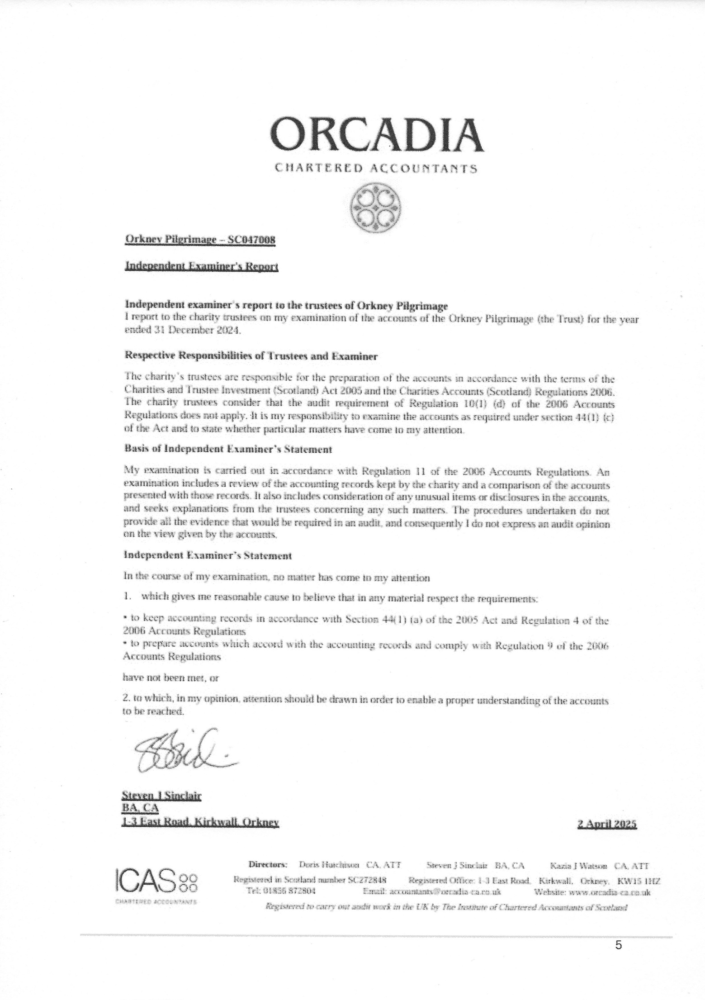 ORCADIA
CHARTERED ACCOUNTANTS
Orkney Pilgrimage – SC047008
Independent Examiner's Report
Independent examiner's report to the trustees of Orkney Pilgrimage
I report to the charity trustees on my examination of the accounts of the Orkney Pilgrimage (the Trust) for the year
ended 31 December 2024.
Respective Responsibilities of Trustees and Examiner
The charity's trustees are responsible for the preparation of the accounts in accordance with the terms of the
Charities and Trustee Investment (Scotland) Act 2005 and the Charities Accounts (Scotland) Regulations 2006.
The charity trustees consider that the audit requirement of Regulation 10(1) (d) of the 2006 Accounts
Regulations does not apply. It is my responsibility to examine the accounts as required under section 44(1) (c)
of the Act and to state whether particular matters have come to my attention.
Basis of Independent Examiner's Statement
My examination is carried out in accordance with Regulation 11 of the 2006 Accounts Regulations. An
examination includes a review of the accounting records kept by the charity and a comparison of the accounts
presented with those records. It also includes consideration of any unusual items or disclosures in the accounts,
and seeks explanations from the trustees concerning any such matters. The procedures undertaken do not
provide all the evidence that would be required in an audit, and consequently I do not express an audit opinion
on the view given by the accounts.
Independent Examiner's Statement
In the course of my examination, no matter has come to my attention
1. which gives me reasonable cause to believe that in any material respect the requirements:
• to keep accounting records in accordance with Section 44(1) (a) of the 2005 Act and Regulation 4 of the
2006 Accounts Regulations
• to prepare accounts which accord with the accounting records and comply with Regulation 9 of the 2006
Accounts Regulations
have not been met, or
2. to which, in my opinion, attention should be drawn in order to enable a proper understanding of the accounts
to be reached.
Steven J Sinclair
BA, CA
1-3 East Road, Kirkwall, Orkney
2 April 2025
ICAS
CHARTERED ACCOUNTANTS
Directors: Doris Hutchison CA, ATT Steven J Sinclair BA, CA Kazia J Watson CA, ATT
Registered in Scotland number SC272848 Registered Office: 1-3 East Road, Kirkwall, Orkney, KW15 1HZ
Tel: 01856 872804 Email: accountants@orcadia-ca.co.uk Website: www.orcadia-ca.co.uk
Registered to carry out audit work in the UK by The Institute of Chartered Accountants of Scotland
5